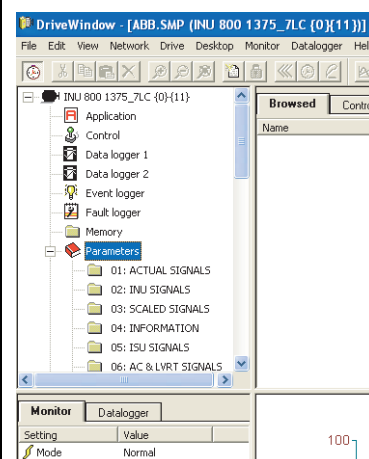 DriveWindow - [ABB.SMP (INU 800 1375_7LC {0}{11})]
File Edit View Network Drive Desktop Monitor Datalogger
INU 800 1375_7LC {0}{11}
Browsed
Application
Name
Control
Data logger 1
Data logger 2
Event logger
Fault logger
Memory
Parameters
01: ACTUAL SIGNALS
02: INU SIGNALS
03: SCALED SIGNALS
04: INFORMATION
05: ISU SIGNALS
06: AC & LVRT SIGNALS
Monitor Datalogger
Setting Value
Mode Normal
100